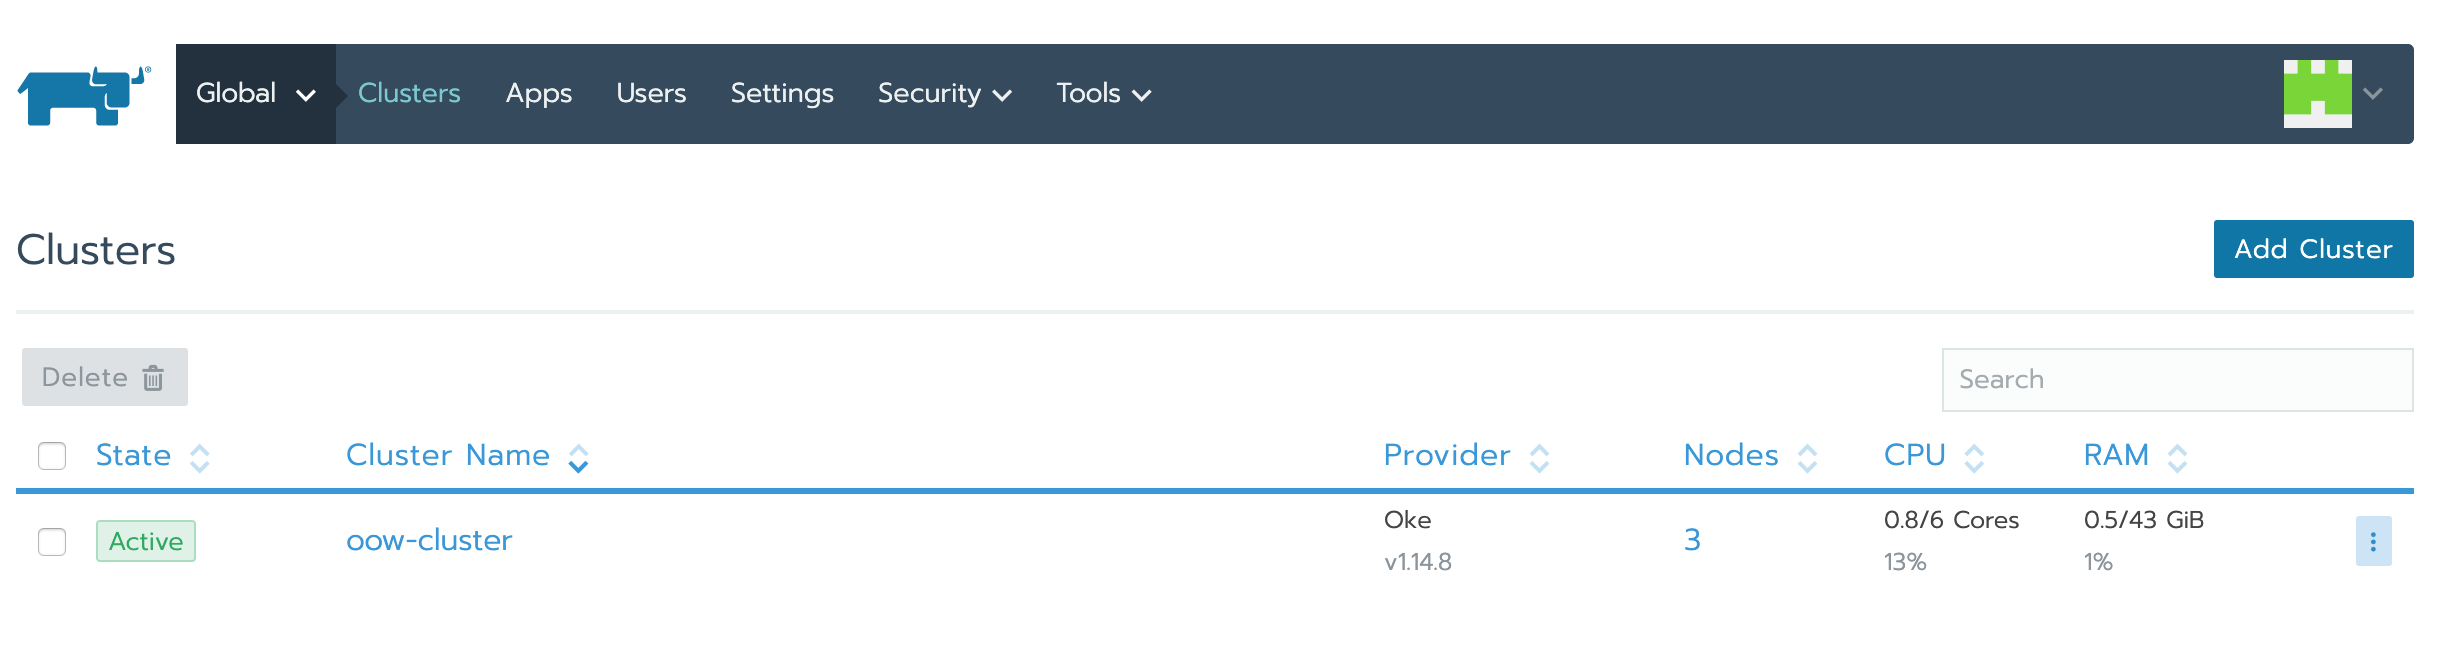 Global Clusters Apps Users Settings Security Tools
Clusters
Add Cluster
Delete
Search
State Cluster Name Provider Nodes CPU RAM
Active oow-cluster Oke 3 0.8/6 Cores 0.5/43 GiB
v1.14.8 13% 1%